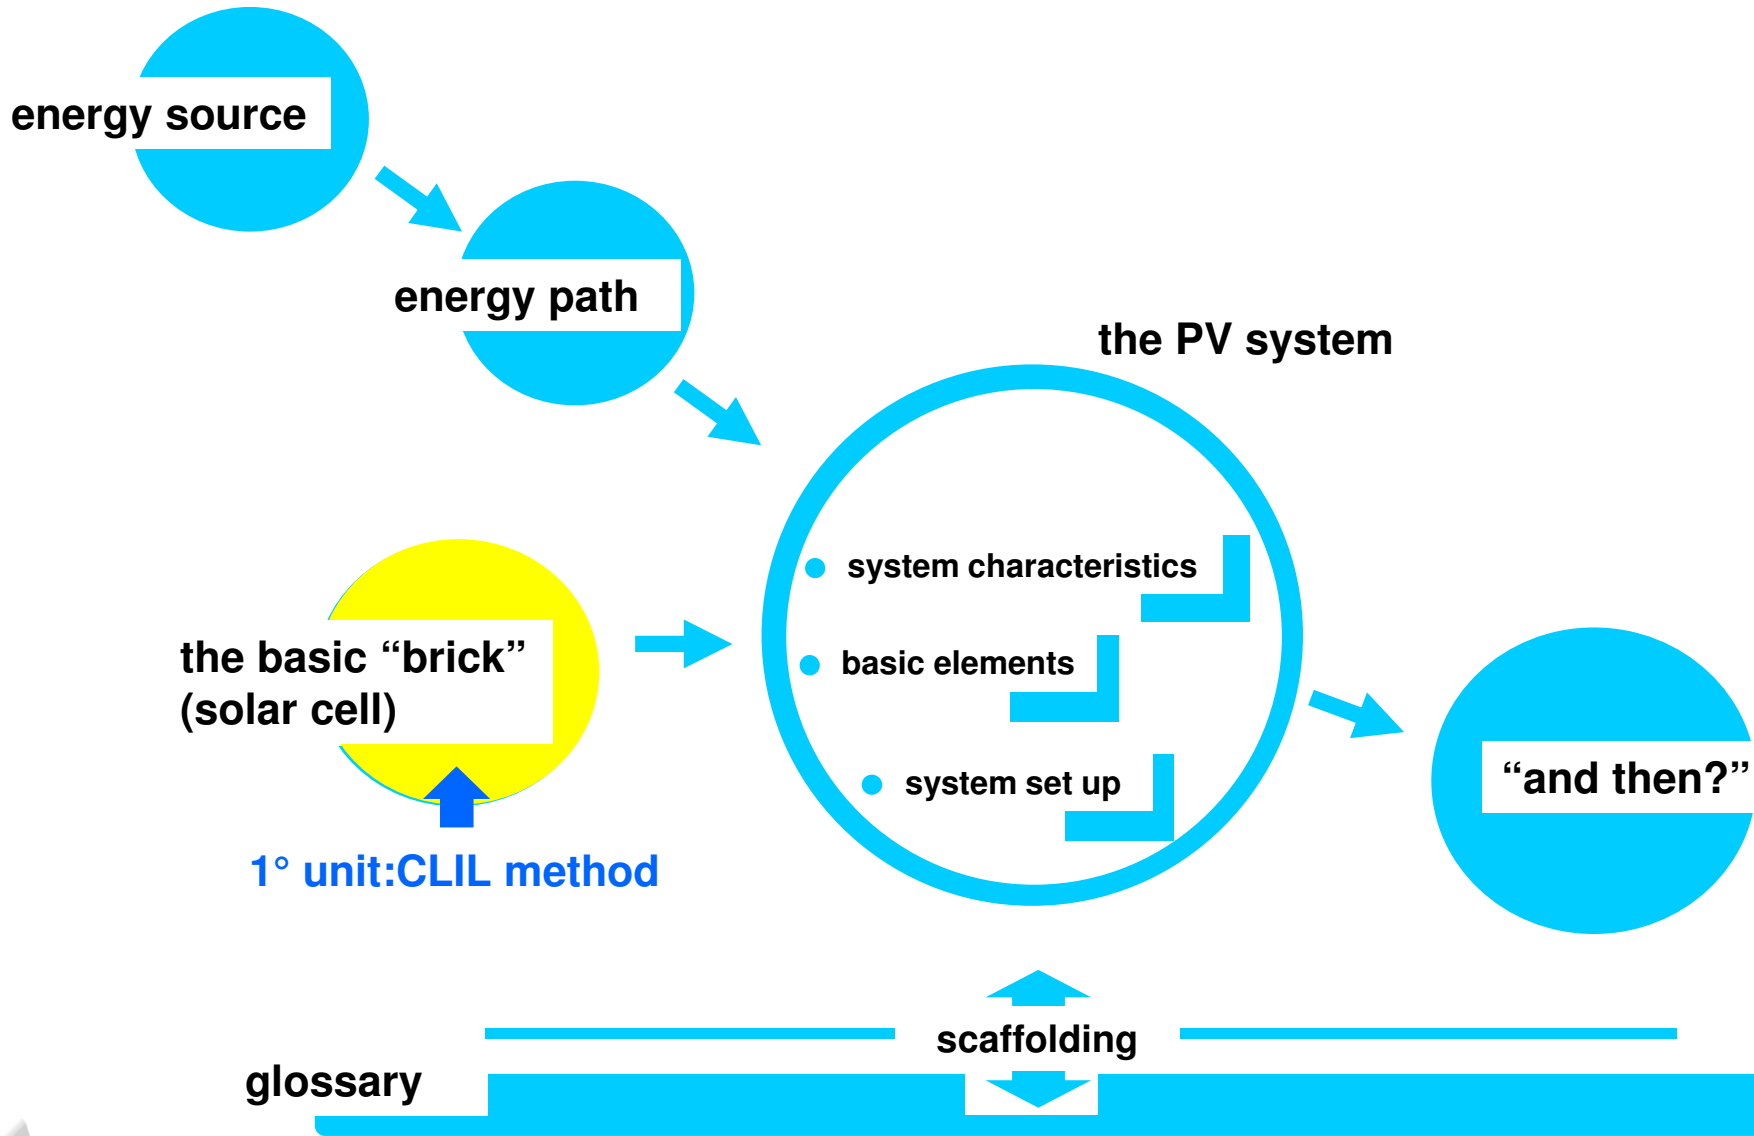 energy source
energy path
the PV system
system characteristics
the basic “brick”
(solar cell)
basic elements
system set up
“and then?”
1° unit:CLIL method
scaffolding
glossary